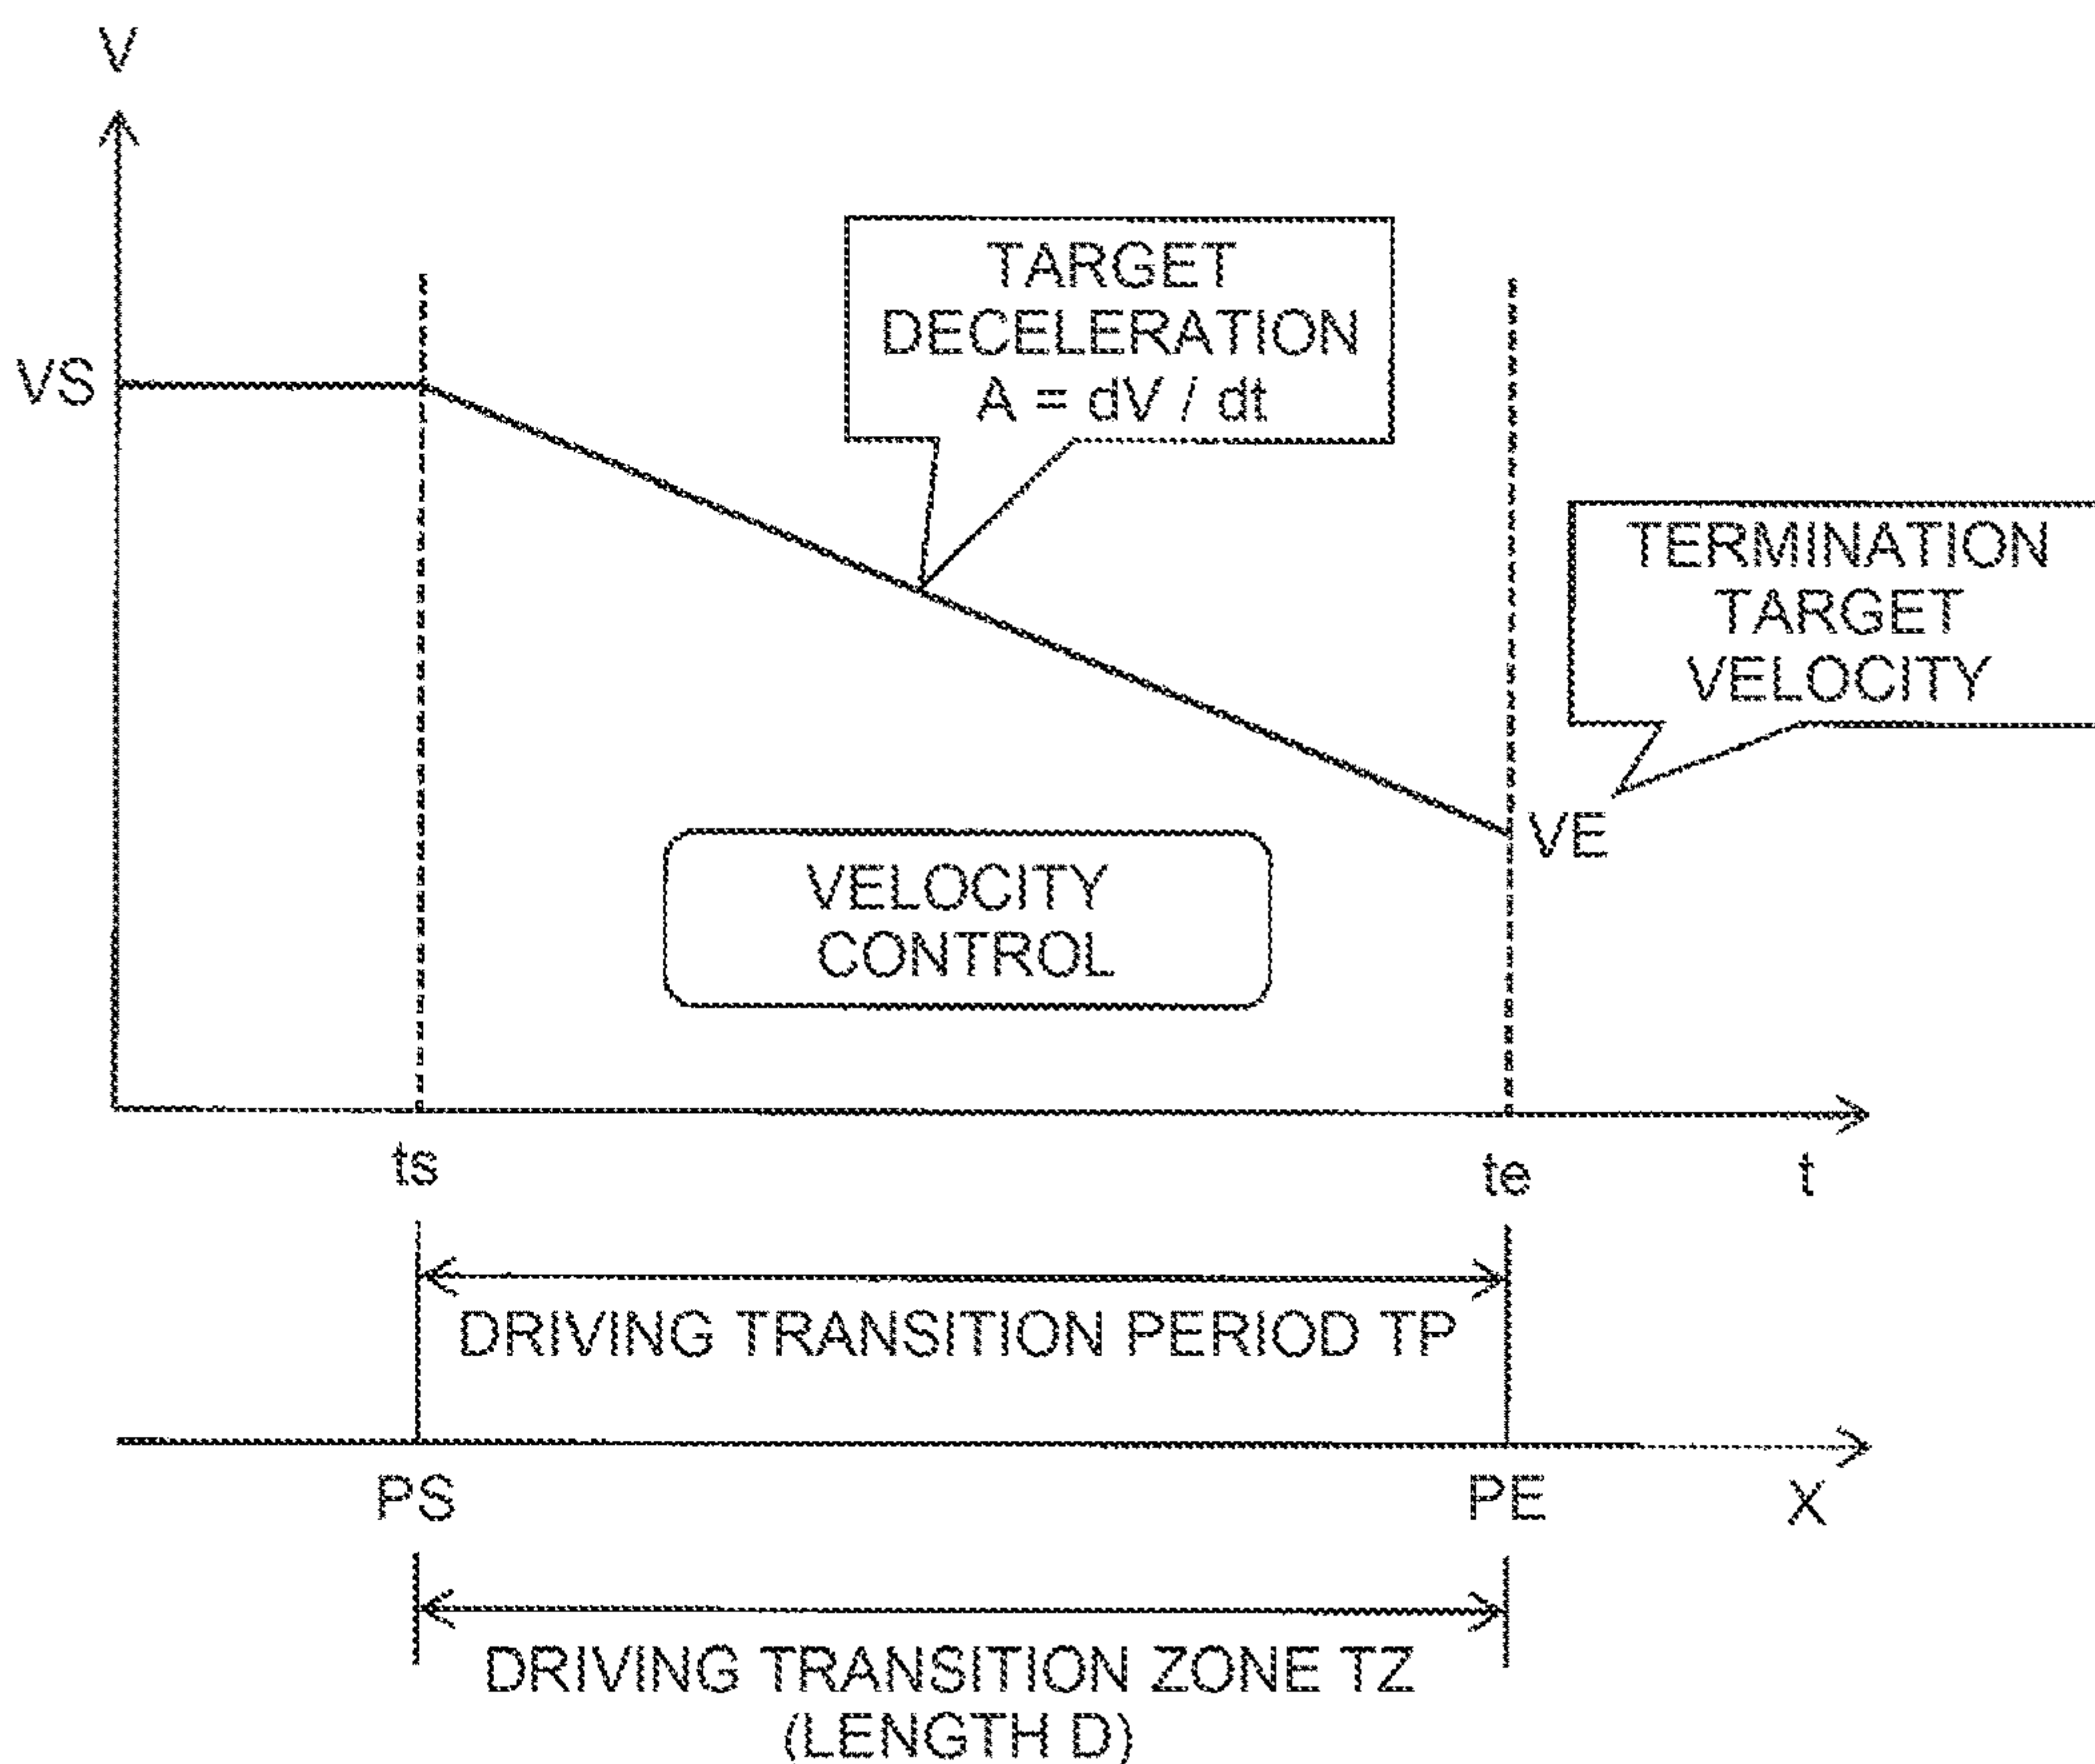 V
TARGET
DECELERATION
A = dV / dt
VS
TERMINATION
TARGET
VELOCITY
VE
VELOCITY
CONTROL
ts
te
t
DRIVING TRANSITION PERIOD TP
PS
PE
X
DRIVING TRANSITION ZONE TZ
(LENGTH D)